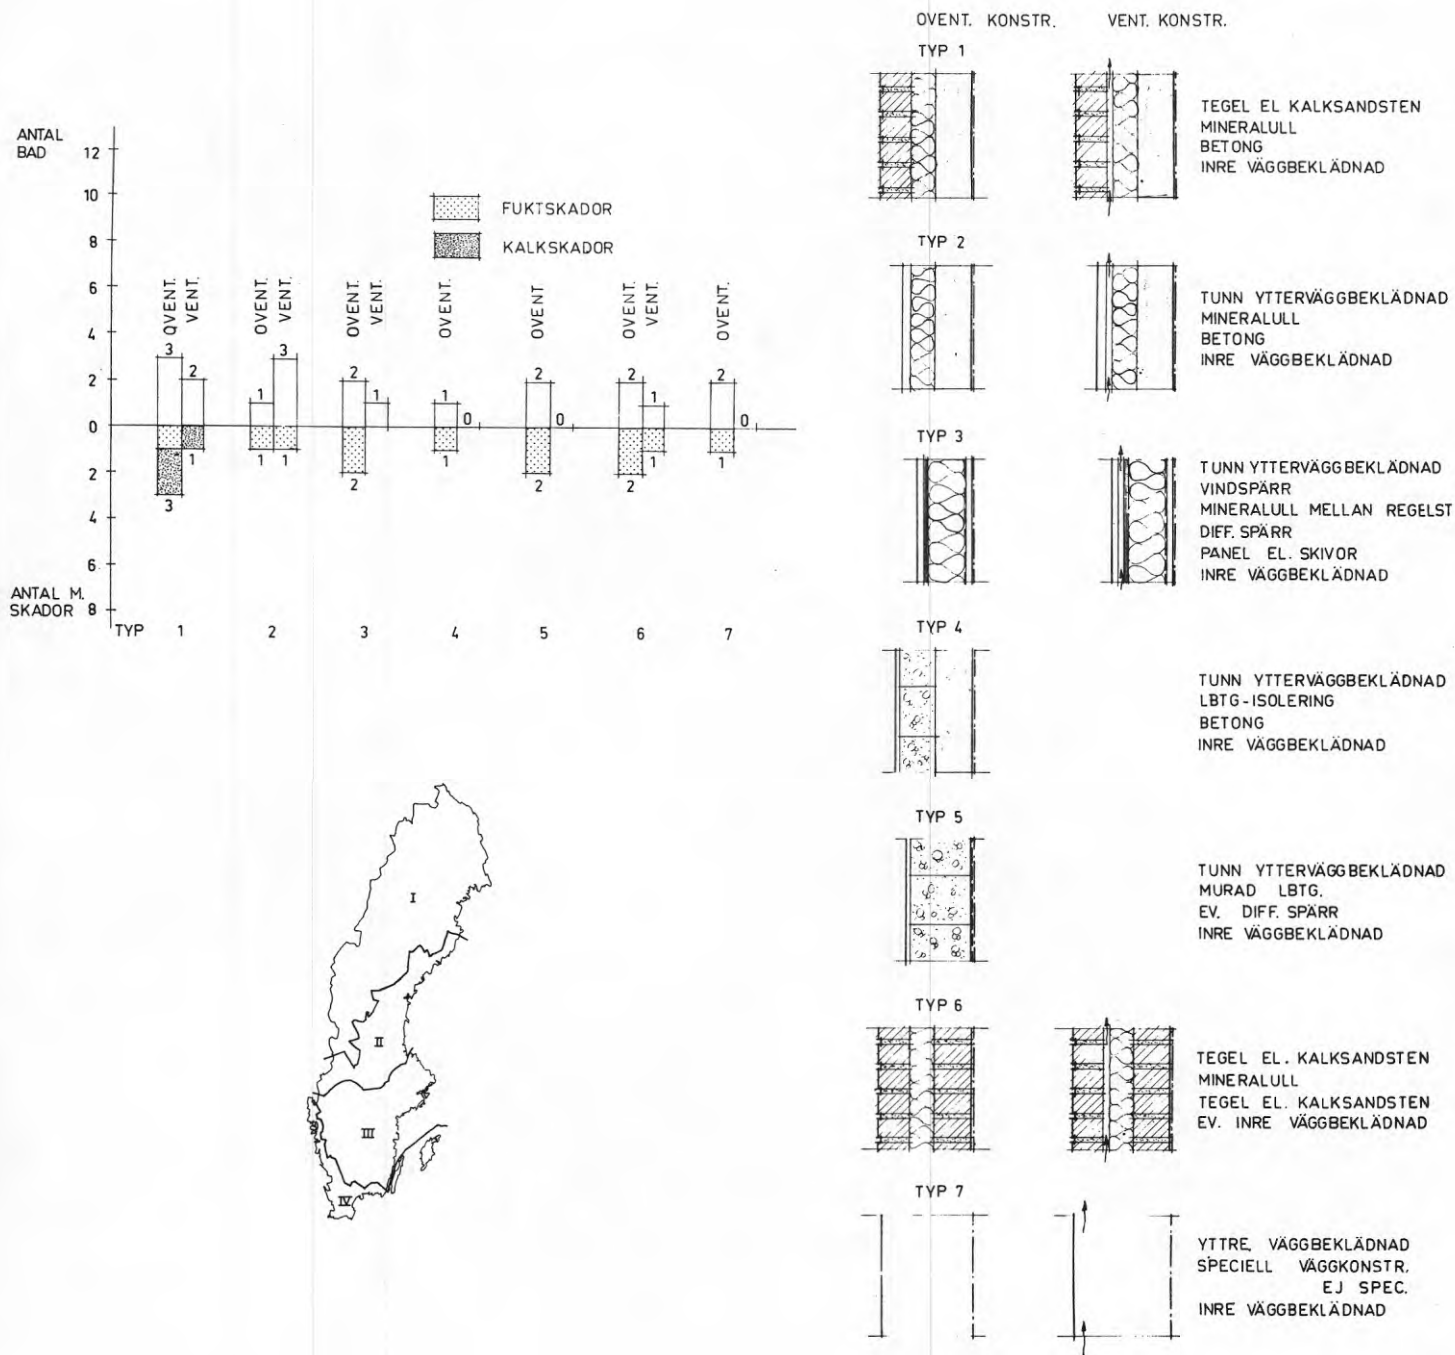 OVENT. KONSTR.
VENT. KONSTR.
ANTAL
BAD
12
10
8
6
4
2
0
2
4
6
ANTAL M.
SKADOR 8
FUKTSKADOR
KALKSKADOR
OVENT.
VENT.
OVENT.
VENT.
OVENT.
VENT.
OVENT.
OVENT
OVENT.
VENT.
OVENT.
3
2
1
3
2
1
1
0
2
0
2
1
2
0
3
1
1
1
2
1
2
2
1
1
TYP 1 2 3 4 5 6 7
I
II
III
IV
TYP 1
TEGEL EL KALKSANDSTEN
MINERALULL
BETONG
INRE VÄGGBEKLÄDNAD
TYP 2
TUNN YTTERVÄGGBEKLÄDNAD
MINERALULL
BETONG
INRE VÄGGBEKLÄDNAD
TYP 3
TUNN YTTERVÄGGBEKLÄDNAD
VINDSPÄRR
MINERALULL MELLAN REGELST
DIFF. SPÄRR
PANEL EL. SKIVOR
INRE VÄGGBEKLÄDNAD
TYP 4
TUNN YTTERVÄGGBEKLÄDNAD
LBTG-ISOLERING
BETONG
INRE VÄGGBEKLÄDNAD
TYP 5
TUNN YTTERVÄGGBEKLÄDNAD
MURAD LBTG.
EV. DIFF. SPÄRR
INRE VÄGGBEKLÄDNAD
TYP 6
TEGEL EL. KALKSANDSTEN
MINERALULL
TEGEL EL. KALKSANDSTEN
EV. INRE VÄGGBEKLÄDNAD
TYP 7
YTTRE VÄGGBEKLÄDNAD
SPECIELL VÄGGKONSTR.
EJ SPEC.
INRE VÄGGBEKLÄDNAD